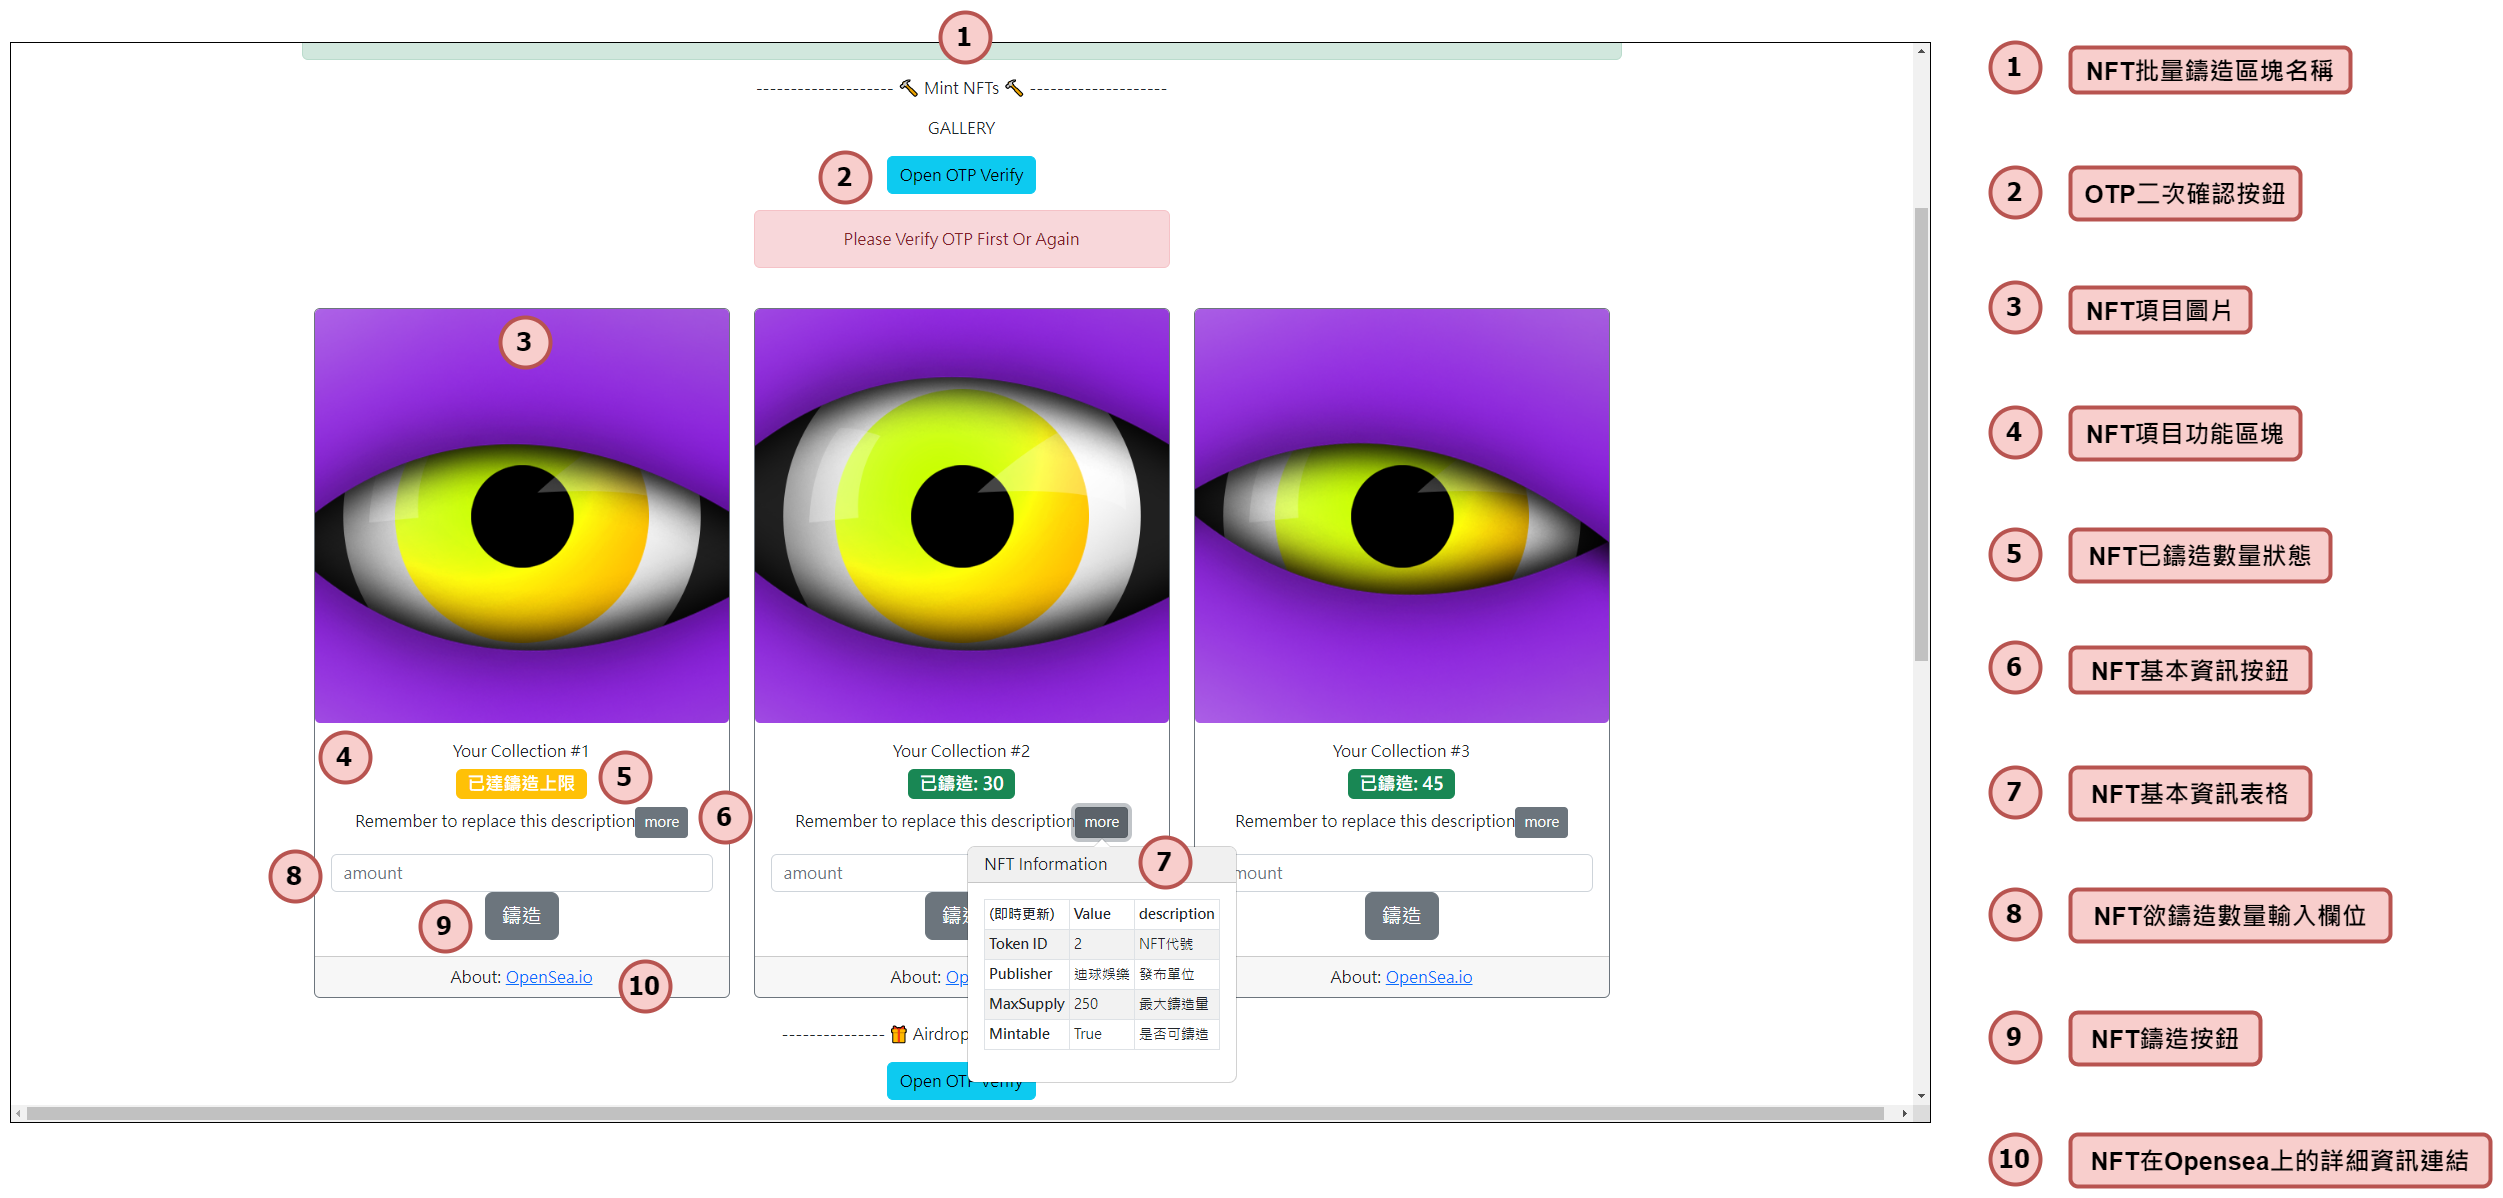 1
-------------------- 🔨 Mint NFTs 🔨 --------------------
GALLERY
2
Open OTP Verify
Please Verify OTP First Or Again
3
4
Your Collection #1
已達鑄造上限
5
Remember to replace this description more
6
8
amount
9
鑄造
About: OpenSea.io
10
Your Collection #2
已鑄造: 30
Remember to replace this description more
amount
鑄造
About: Op
7
NFT Information
(即時更新) Value description
Token ID 2 NFT代號
Publisher 迪球娛樂 發布單位
MaxSupply 250 最大鑄造量
Mintable True 是否可鑄造
Your Collection #3
已鑄造: 45
Remember to replace this description more
mount
鑄造
About: OpenSea.io
--------------- 🎁 Airdrop
Open OTP Verify
1 NFT批量鑄造區塊名稱
2 OTP二次確認按鈕
3 NFT項目圖片
4 NFT項目功能區塊
5 NFT已鑄造數量狀態
6 NFT基本資訊按鈕
7 NFT基本資訊表格
8 NFT欲鑄造數量輸入欄位
9 NFT鑄造按鈕
10 NFT在Opensea上的詳細資訊連結